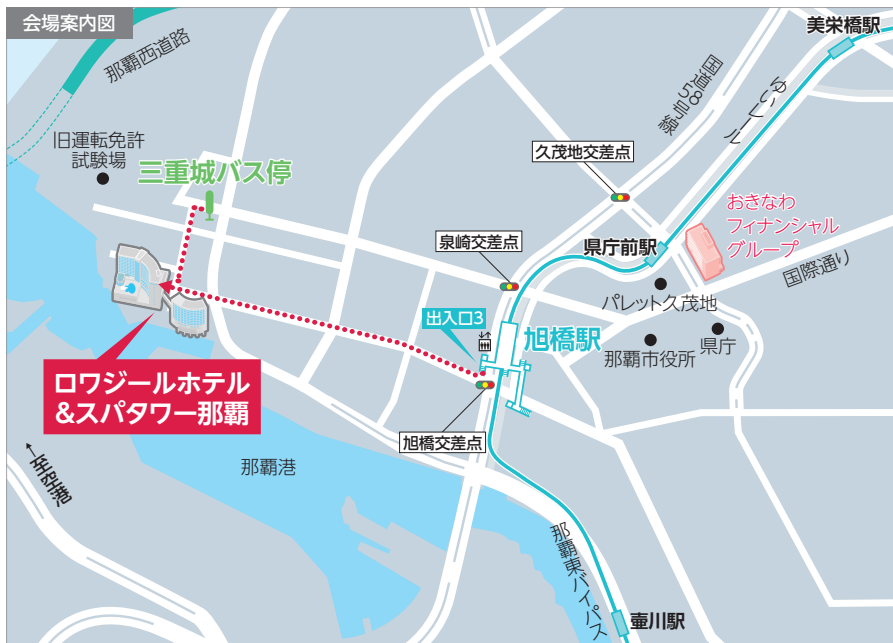 会場案内図
美栄橋駅
那覇西道路
国道58号線
ゆいレール
旧運転免許
試験場
三重城バス停
久茂地交差点
おきなわ
フィナンシャル
グループ
泉崎交差点
県庁前駅
国際通り
パレット久茂地
出入口3
旭橋駅
那覇市役所
県庁
ロワジールホテル
&スパタワー那覇
旭橋交差点
那覇港
至空港
那覇東バイパス
壷川駅